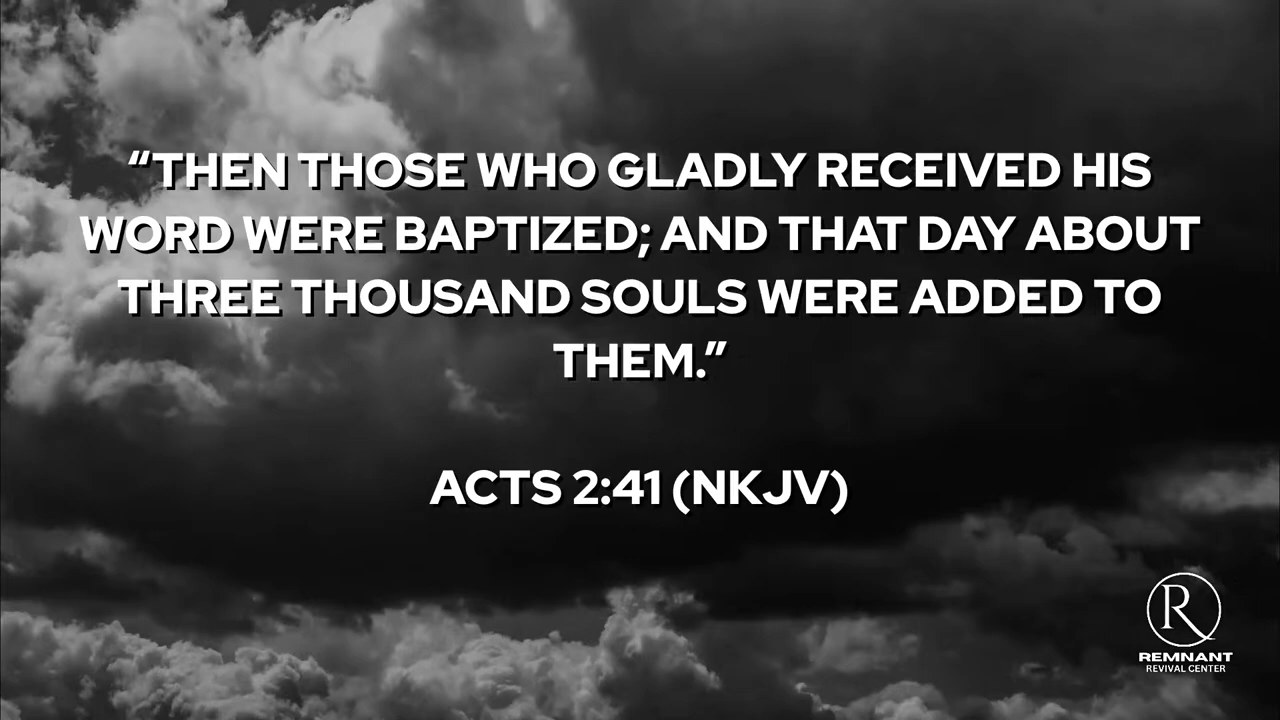 “THEN THOSE WHO GLADLY RECEIVED HIS
WORD WERE BAPTIZED; AND THAT DAY ABOUT
THREE THOUSAND SOULS WERE ADDED TO
THEM.”
ACTS 2:41 (NKJV)
R
REMNANT
REVIVAL CENTER